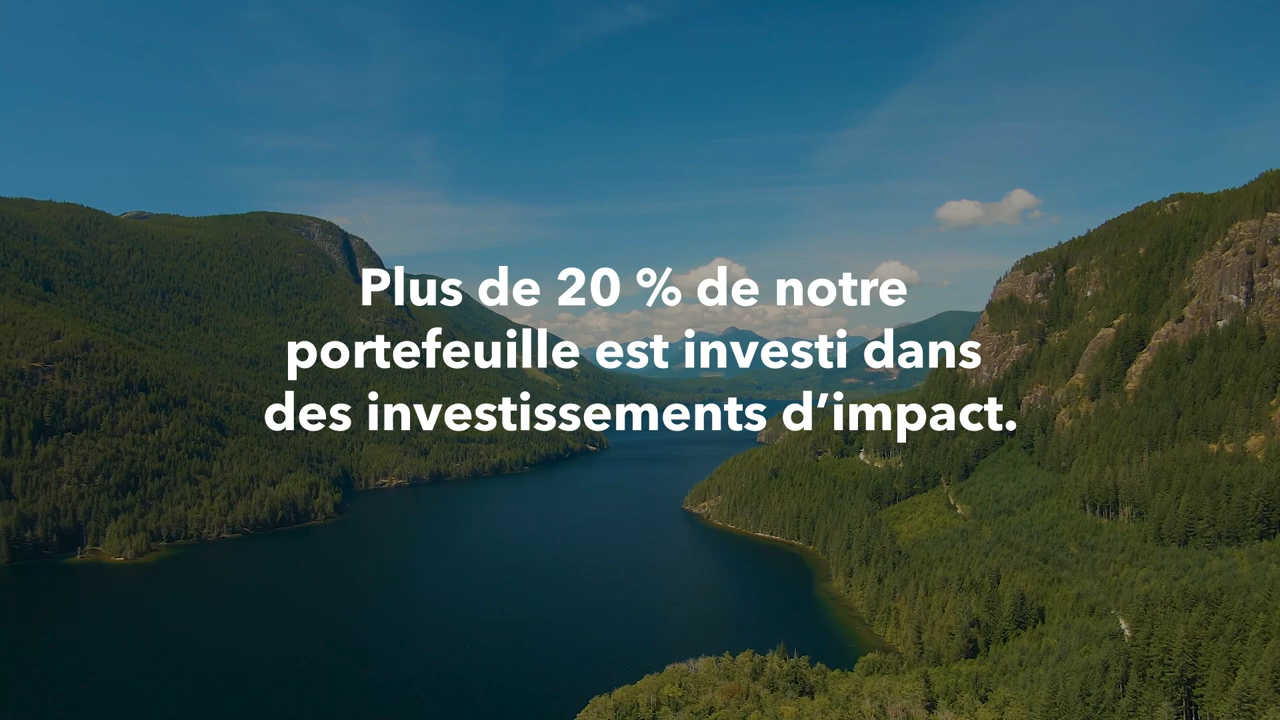 Plus de 20 % de notre
portefeuille est investi dans
des investissements d’impact.